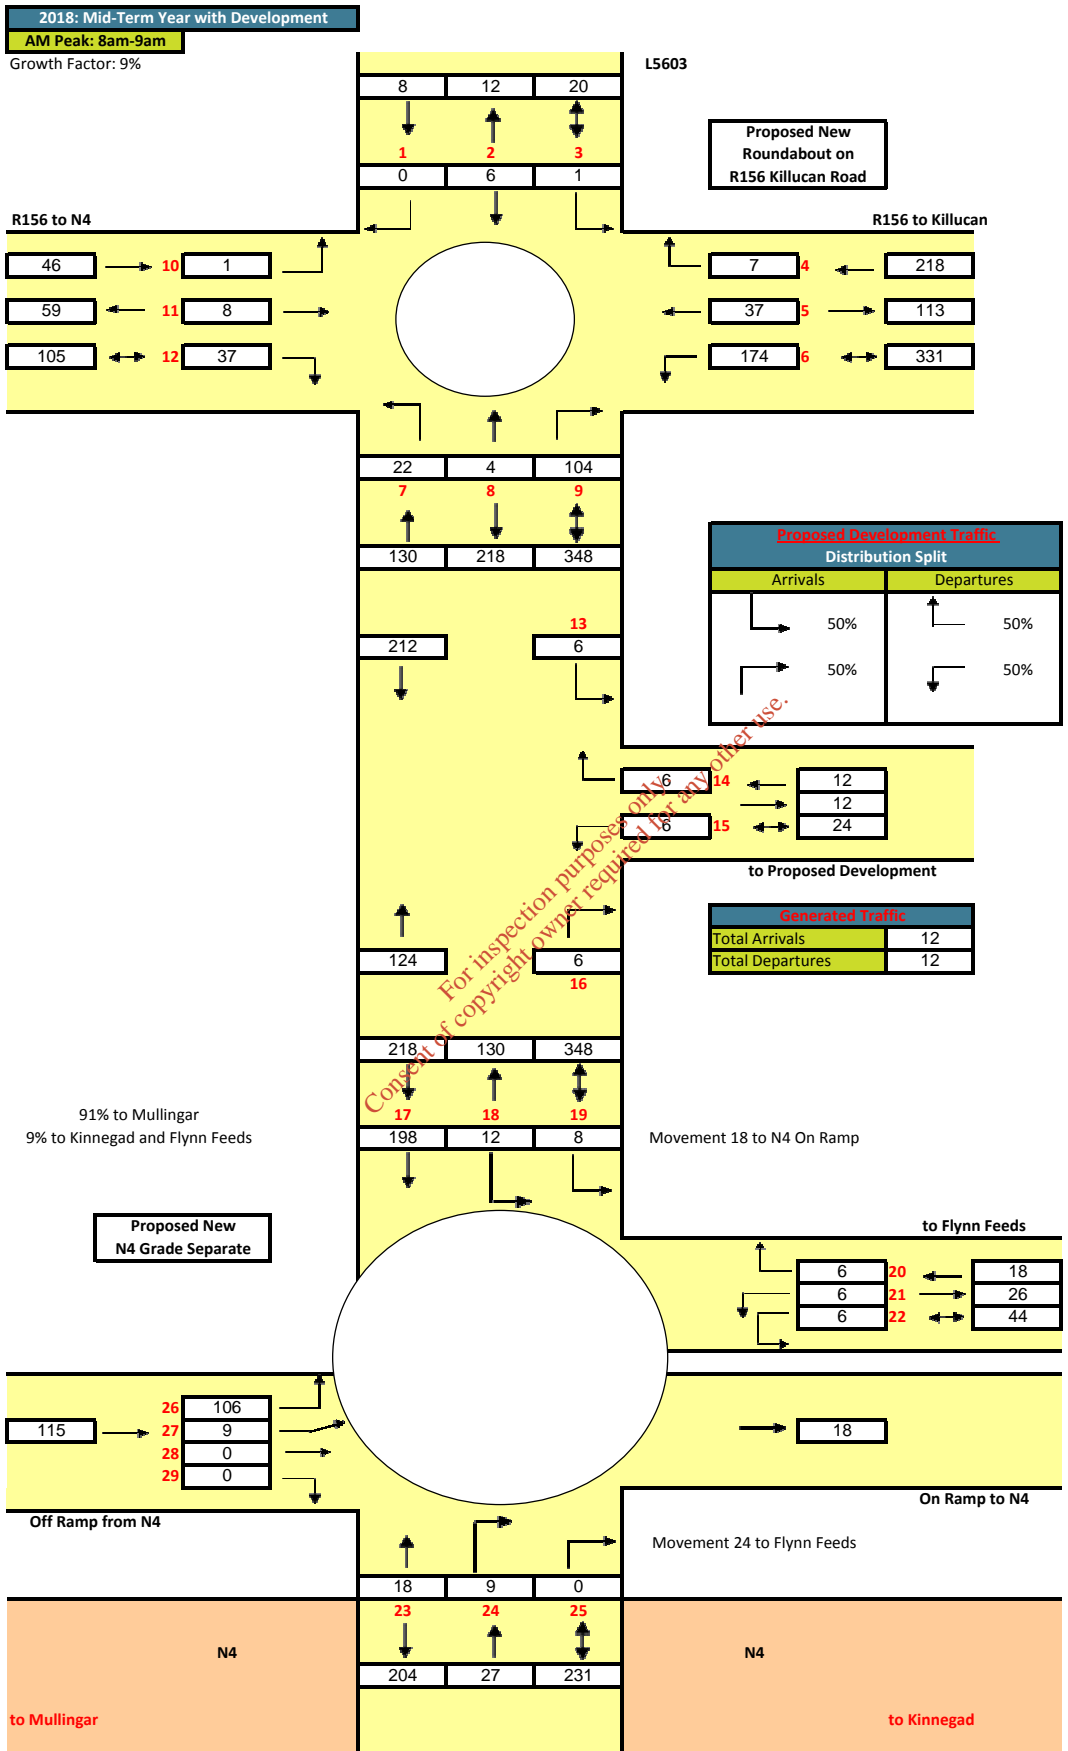 2018: Mid-Term Year with Development
AM Peak: 8am-9am
Growth Factor: 9%
L5603
8 12 20
1 2 3
0 6 1
Proposed New
Roundabout on
R156 Killucan Road
R156 to N4
R156 to Killucan
46 10 1
7 4 218
59 11 8
37 5 113
105 12 37
174 6 331
22 4 104
7 8 9
130 218 348
Proposed Development Traffic
Distribution Split
Arrivals Departures
50% 50%
50% 50%
13
212 6
6 14 12
12
6 15 24
to Proposed Development
Generated Traffic
Total Arrivals 12
Total Departures 12
124 6
16
For inspection purposes only.
Consent of copyright owner required for any other use.
218 130 348
17 18 19
198 12 8
91% to Mullingar
9% to Kinnegad and Flynn Feeds
Movement 18 to N4 On Ramp
Proposed New
N4 Grade Separate
to Flynn Feeds
6 20 18
6 21 26
6 22 44
26 106
115 27 9
28 0
29 0
18
Off Ramp from N4
On Ramp to N4
Movement 24 to Flynn Feeds
18 9 0
23 24 25
N4
N4
204 27 231
to Mullingar
to Kinnegad